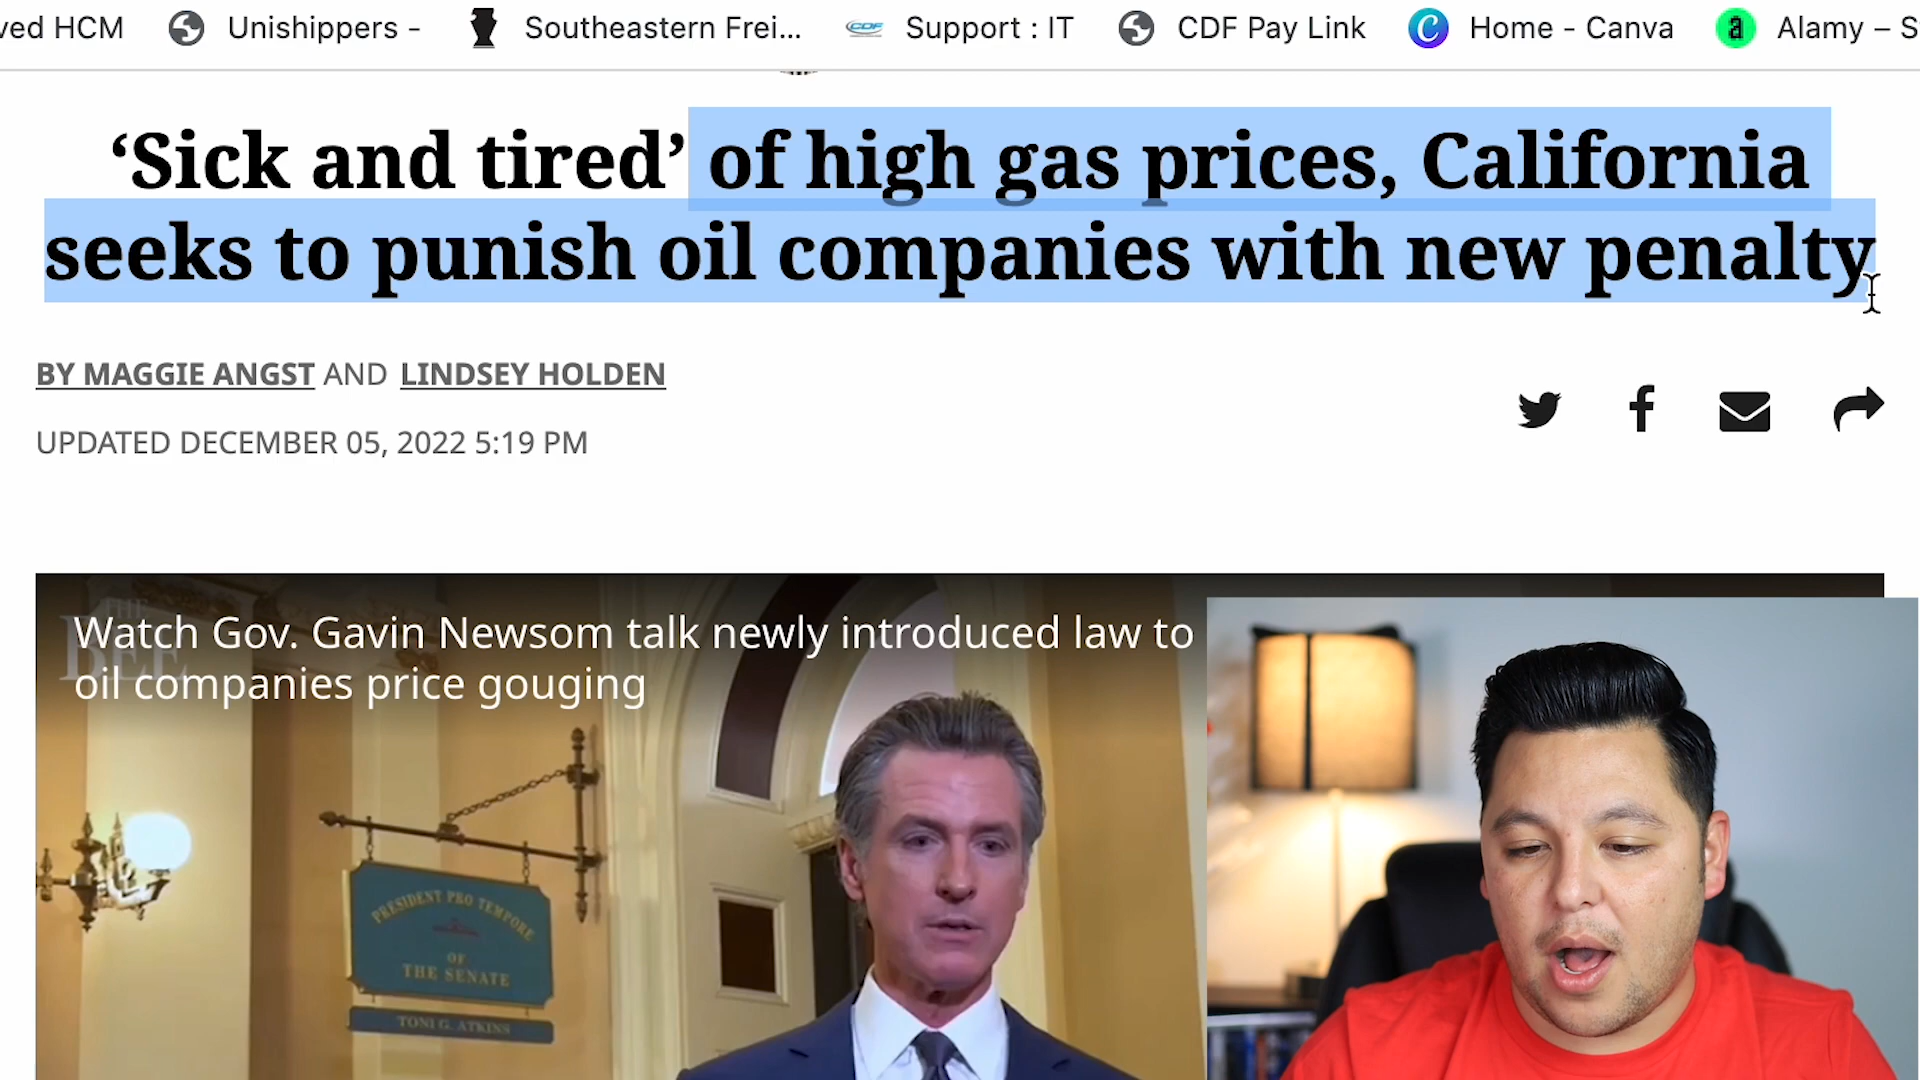 ved HCM Unishippers - Southeastern Frei... CDF Support : IT CDF Pay Link C Home - Canva a Alamy – S
‘Sick and tired’ of high gas prices, California
seeks to punish oil companies with new penalty
BY MAGGIE ANGST AND LINDSEY HOLDEN
UPDATED DECEMBER 05, 2022 5:19 PM
THE
BEE
Watch Gov. Gavin Newsom talk newly introduced law to
oil companies price gouging
PRESIDENT PRO TEMPORE
OF
THE SENATE
TONI G. ATKINS